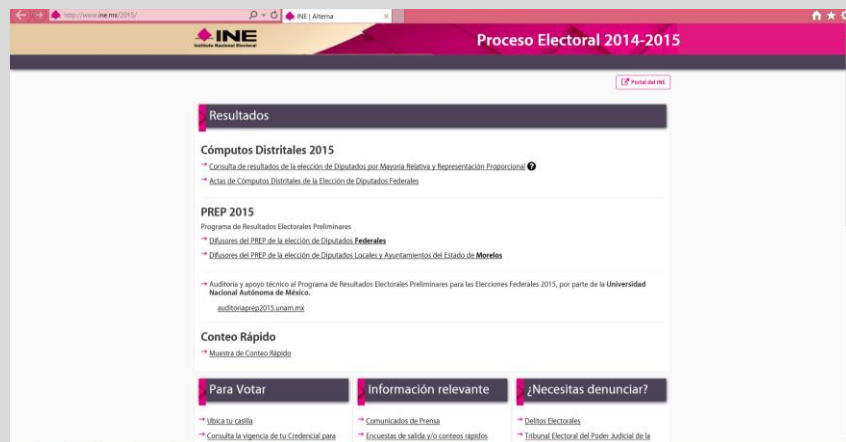 http://www.ine.mx/2015/
INE | Alterna
INE
Instituto Nacional Electoral
Proceso Electoral 2014-2015
Portal del INE
Resultados
Cómputos Distritales 2015
Consulta de resultados de la elección de Diputados por Mayoría Relativa y Representación Proporcional ?
Actas de Cómputos Distritales de la Elección de Diputados Federales
PREP 2015
Programa de Resultados Electorales Preliminares
Difusores del PREP de la elección de Diputados Federales
Difusores del PREP de la elección de Diputados Locales y Ayuntamientos del Estado de Morelos
Auditoría y apoyo técnico al Programa de Resultados Electorales Preliminares para las Elecciones Federales 2015, por parte de la Universidad
Nacional Autónoma de México.
auditoriaprep2015.unam.mx
Conteo Rápido
Muestra de Conteo Rápido
Para Votar
Ubica tu casilla
Consulta la vigencia de tu Credencial para
Información relevante
Comunicados de Prensa
Encuestas de salida y/o conteos rápidos
¿Necesitas denunciar?
Delitos Electorales
Tribunal Electoral del Poder Judicial de la